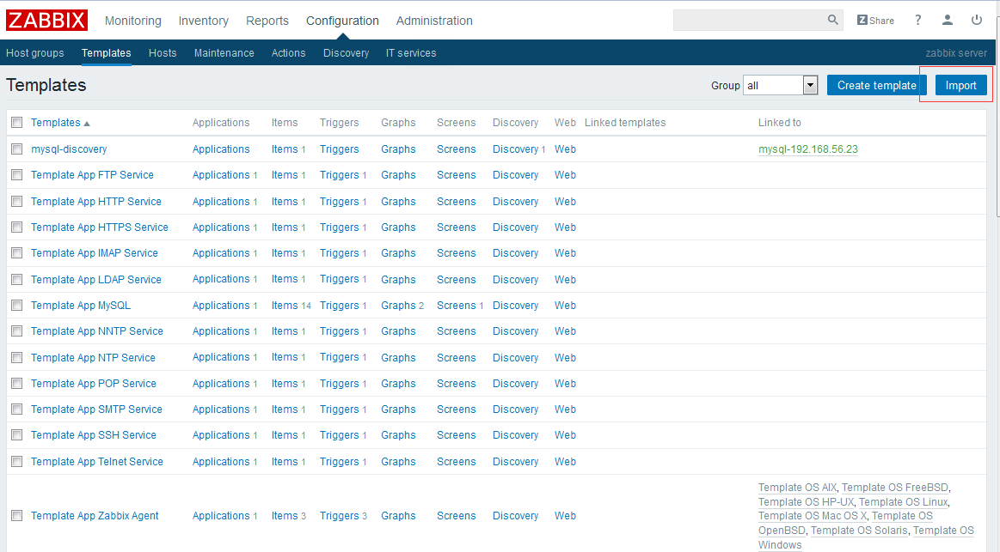 ZABBIX Monitoring Inventory Reports Configuration Administration Z Share ?
Host groups Templates Hosts Maintenance Actions Discovery IT services zabbix server
Templates Group all Create template Import
Templates Applications Items Triggers Graphs Screens Discovery Web Linked templates Linked to
mysql-discovery Applications Items 1 Triggers Graphs Screens Discovery 1 Web mysql-192.168.56.23
Template App FTP Service Applications 1 Items 1 Triggers 1 Graphs Screens Discovery Web
Template App HTTP Service Applications 1 Items 1 Triggers 1 Graphs Screens Discovery Web
Template App HTTPS Service Applications 1 Items 1 Triggers 1 Graphs Screens Discovery Web
Template App IMAP Service Applications 1 Items 1 Triggers 1 Graphs Screens Discovery Web
Template App LDAP Service Applications 1 Items 1 Triggers 1 Graphs Screens Discovery Web
Template App MySQL Applications 1 Items 14 Triggers 1 Graphs 2 Screens 1 Discovery Web
Template App NNTP Service Applications 1 Items 1 Triggers 1 Graphs Screens Discovery Web
Template App NTP Service Applications 1 Items 1 Triggers 1 Graphs Screens Discovery Web
Template App POP Service Applications 1 Items 1 Triggers 1 Graphs Screens Discovery Web
Template App SMTP Service Applications 1 Items 1 Triggers 1 Graphs Screens Discovery Web
Template App SSH Service Applications 1 Items 1 Triggers 1 Graphs Screens Discovery Web
Template App Telnet Service Applications 1 Items 1 Triggers 1 Graphs Screens Discovery Web
Template App Zabbix Agent Applications 1 Items 3 Triggers 3 Graphs Screens Discovery Web
Template OS AIX, Template OS FreeBSD,
Template OS HP-UX, Template OS Linux,
Template OS Mac OS X, Template OS
OpenBSD, Template OS Solaris, Template OS
Windows